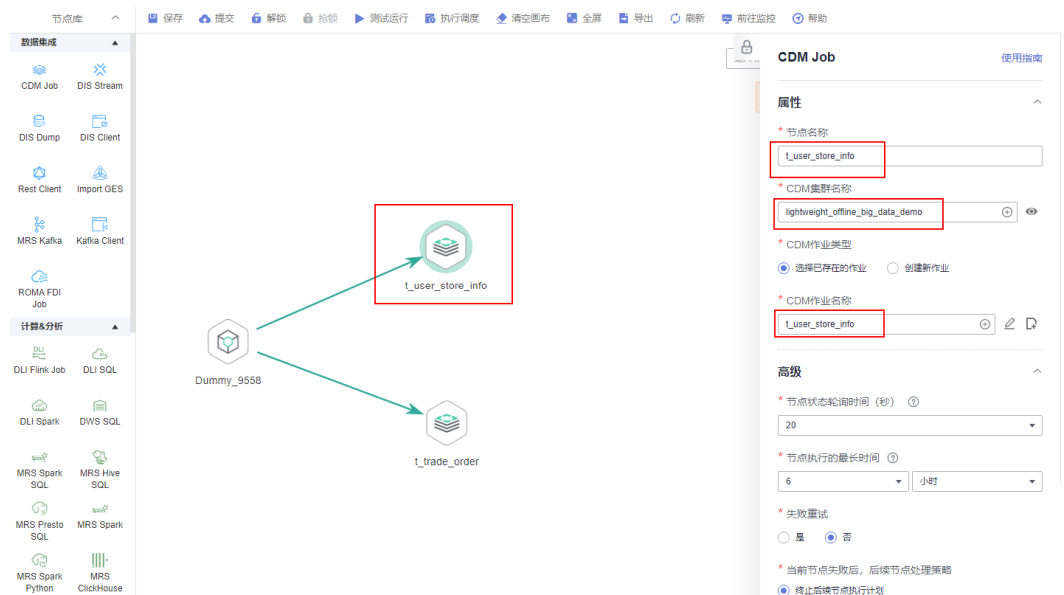 节点库
保存
提交
解锁
抢锁
测试运行
执行调度
清空画布
全屏
导出
刷新
前往监控
帮助
数据集成
CDM Job
DIS Stream
DIS Dump
DIS Client
Rest Client
Import GES
MRS Kafka
Kafka Client
ROMA FDI
Job
计算&分析
DLI
DLI Flink Job
DLI SQL
DLI Spark
DWS SQL
MRS Spark
SQL
MRS Hive
SQL
MRS Presto
SQL
MRS Spark
MRS Spark
Python
MRS
ClickHouse
t_user_store_info
Dummy_9558
t_trade_order
CDM Job
使用指南
属性
* 节点名称
t_user_store_info
* CDM集群名称
lightweight_offline_big_data_demo
* CDM作业类型
选择已存在的作业
创建新作业
* CDM作业名称
t_user_store_info
高级
* 节点状态轮询时间（秒）
20
* 节点执行的最长时间
6
小时
* 失败重试
是
否
* 当前节点失败后，后续节点处理策略
终止后续节点执行计划